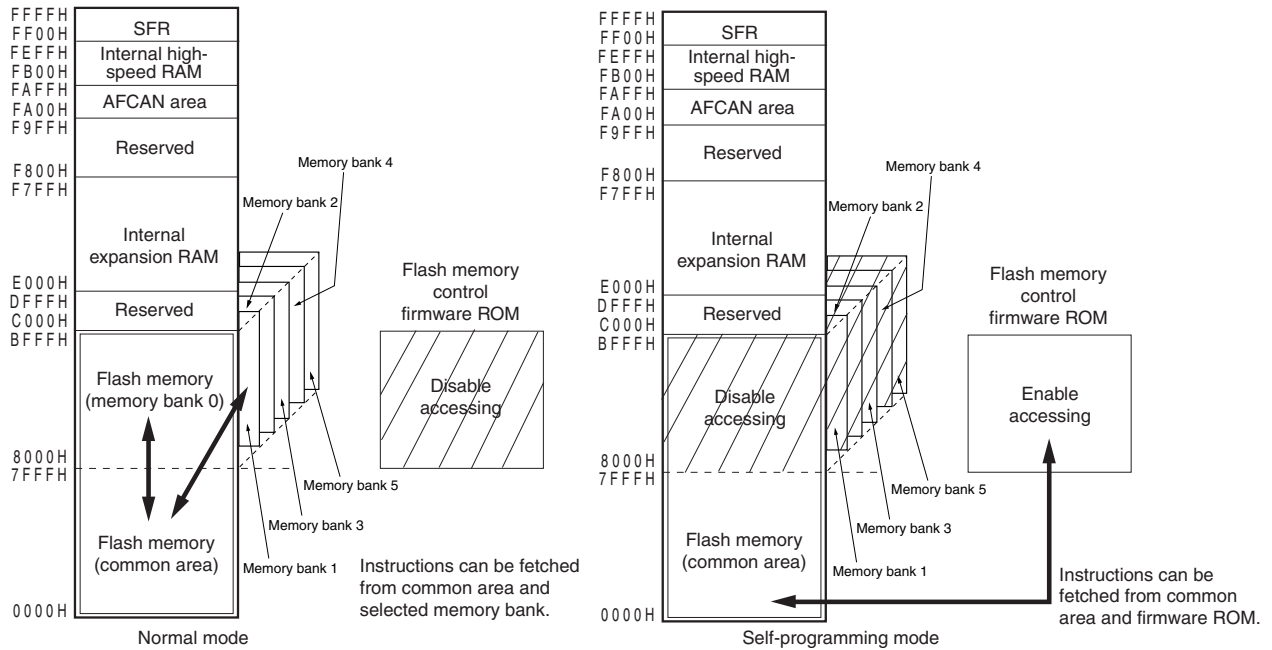 FFFFH
FF00H
FEFFH
FB00H
FAFFH
FA00H
F9FFH
F800H
F7FFH
E000H
DFFFH
C000H
BFFFH
8000H
7FFFH
0000H
SFR
Internal high-
speed RAM
AFCAN area
Reserved
Internal
expansion RAM
Reserved
Flash memory
(memory bank 0)
Flash memory
(common area)
Memory bank 4
Memory bank 2
Memory bank 5
Memory bank 3
Memory bank 1
Flash memory
control
firmware ROM
Disable
accessing
Instructions can be fetched
from common area and
selected memory bank.
Normal mode
FFFFH
FF00H
FEFFH
FB00H
FAFFH
FA00H
F9FFH
F800H
F7FFH
E000H
DFFFH
C000H
BFFFH
8000H
7FFFH
0000H
SFR
Internal high-
speed RAM
AFCAN area
Reserved
Internal
expansion RAM
Reserved
Disable
accessing
Flash memory
(common area)
Memory bank 4
Memory bank 2
Memory bank 5
Memory bank 3
Memory bank 1
Flash memory
control
firmware ROM
Enable
accessing
Instructions can be
fetched from common
area and firmware ROM.
Self-programming mode